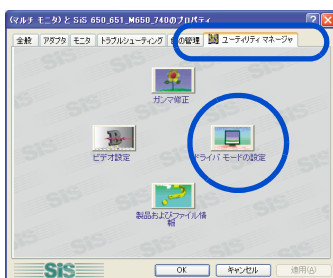 (マルチ モニタ) と SiS 650_651_M650_740のプロパティ
全般 アダプタ モニタ トラブルシューティング の管理 ユーティリティ マネージャ
ガンマ修正
ビデオ設定
ドライバ モードの設定
製品およびファイル情
報
SiS
OK キャンセル 適用(A)